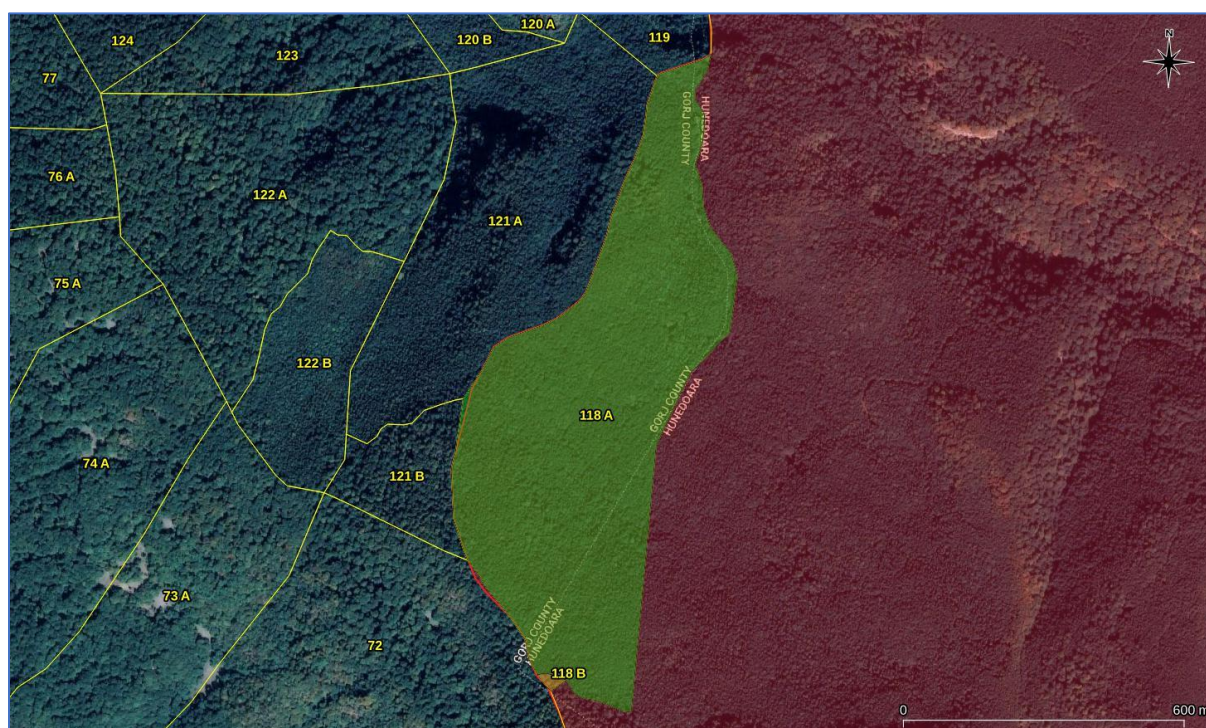 120 A
124
123
120 B
119
N
77
GORJ COUNTY
HUNEDOARA
76 A
122 A
121 A
75 A
122 B
GORJ COUNTY
HUNEDOARA
118 A
74 A
121 B
73 A
72
GORJ COUNTY
HUNEDOARA
118 B
0
600 m